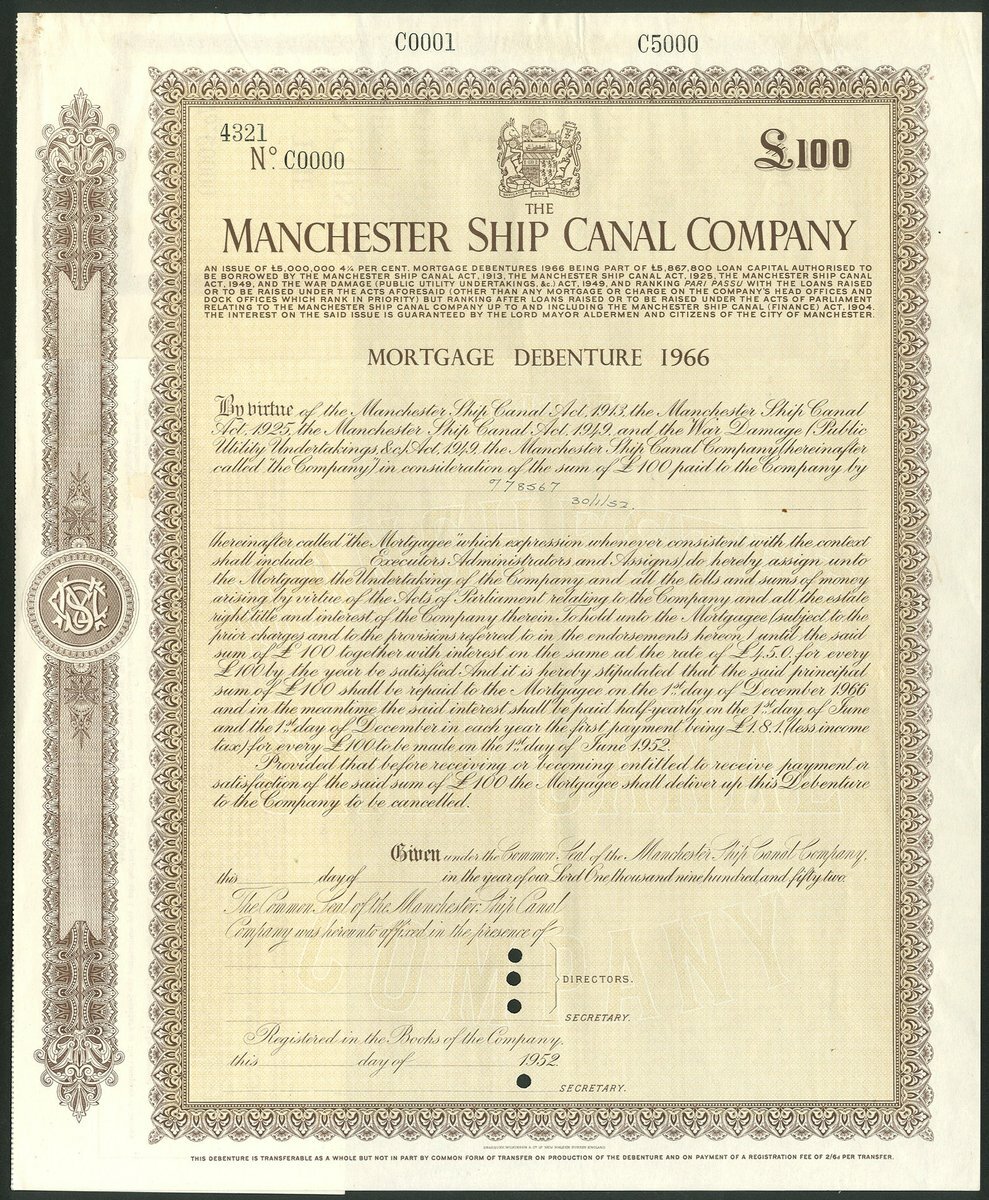 C0001 C5000
4321
No. C0000
£100
THE
MANCHESTER SHIP CANAL COMPANY
AN ISSUE OF £5,000,000 4¼ PER CENT. MORTGAGE DEBENTURES 1966 BEING PART OF £5,867,800 LOAN CAPITAL AUTHORISED TO
BE BORROWED BY THE MANCHESTER SHIP CANAL ACT, 1913, THE MANCHESTER SHIP CANAL ACT, 1925, THE MANCHESTER SHIP CANAL
ACT, 1949, AND THE WAR DAMAGE (PUBLIC UTILITY UNDERTAKINGS, &c.) ACT, 1949, AND RANKING PARI PASSU WITH THE LOANS RAISED
OR TO BE RAISED UNDER THE ACTS AFORESAID (OTHER THAN ANY MORTGAGE OR CHARGE ON THE COMPANY'S HEAD OFFICES AND
DOCK OFFICES WHICH RANK IN PRIORITY) BUT RANKING AFTER LOANS RAISED OR TO BE RAISED UNDER THE ACTS OF PARLIAMENT
RELATING TO THE MANCHESTER SHIP CANAL COMPANY UP TO AND INCLUDING THE MANCHESTER SHIP CANAL (FINANCE) ACT, 1904.
THE INTEREST ON THE SAID ISSUE IS GUARANTEED BY THE LORD MAYOR ALDERMEN AND CITIZENS OF THE CITY OF MANCHESTER.
MORTGAGE DEBENTURE 1966
By virtue of the Manchester Ship Canal Act, 1913, the Manchester Ship Canal
Act, 1925, the Manchester Ship Canal Act, 1949, and the War Damage (Public
Utility Undertakings, &c.) Act, 1949, the Manchester Ship Canal Company (hereinafter
called "the Company") in consideration of the sum of £100 paid to the Company by
778567
30/1/52.
(hereinafter called "the Mortgagee" which expression whenever consistent with the context
shall include Executors Administrators and Assigns) do hereby assign unto
the Mortgagee the Undertaking of the Company and all the tolls and sums of money
arising by virtue of the Acts of Parliament relating to the Company and all the estate
right title and interest of the Company therein To hold unto the Mortgagee (subject to the
prior charges and to the provisions referred to in the endorsements hereon) until the said
sum of £100 together with interest on the same at the rate of £4.5.0. for every
£100 by the year be satisfied And it is hereby stipulated that the said principal
sum of £100 shall be repaid to the Mortgagee on the 1st day of December 1966
and in the meantime the said interest shall be paid half-yearly on the 1st day of June
and the 1st day of December in each year the first payment being £1.8.1. (less income
tax) for every £100 to be made on the 1st day of June 1952.
Provided that before receiving or becoming entitled to receive payment or
satisfaction of the said sum of £100 the Mortgagee shall deliver up this Debenture
to the Company to be cancelled.
Given under the Common Seal of the Manchester Ship Canal Company,
this day of in the year of our Lord One thousand nine hundred and fifty two.
The Common Seal of the Manchester Ship Canal
Company was hereunto affixed in the presence of
DIRECTORS.
SECRETARY.
Registered in the Books of the Company,
this day of 1952.
SECRETARY.
THIS DEBENTURE IS TRANSFERABLE AS A WHOLE BUT NOT IN PART BY COMMON FORM OF TRANSFER ON PRODUCTION OF THE DEBENTURE AND ON PAYMENT OF A REGISTRATION FEE OF 2/6d PER TRANSFER.